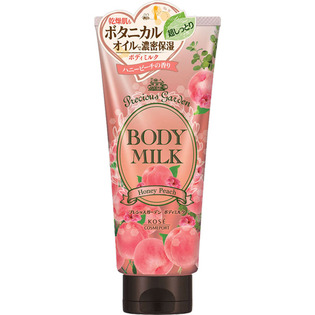 乾燥肌も
ボタニカル
オイルで濃密保湿
超しっとり
ボディミルク
ハニーピーチの香り
Precious Garden
BODY
MILK
Honey Peach
プレシャスガーデン ボディミルク
KOSÉ
COSMEPORT